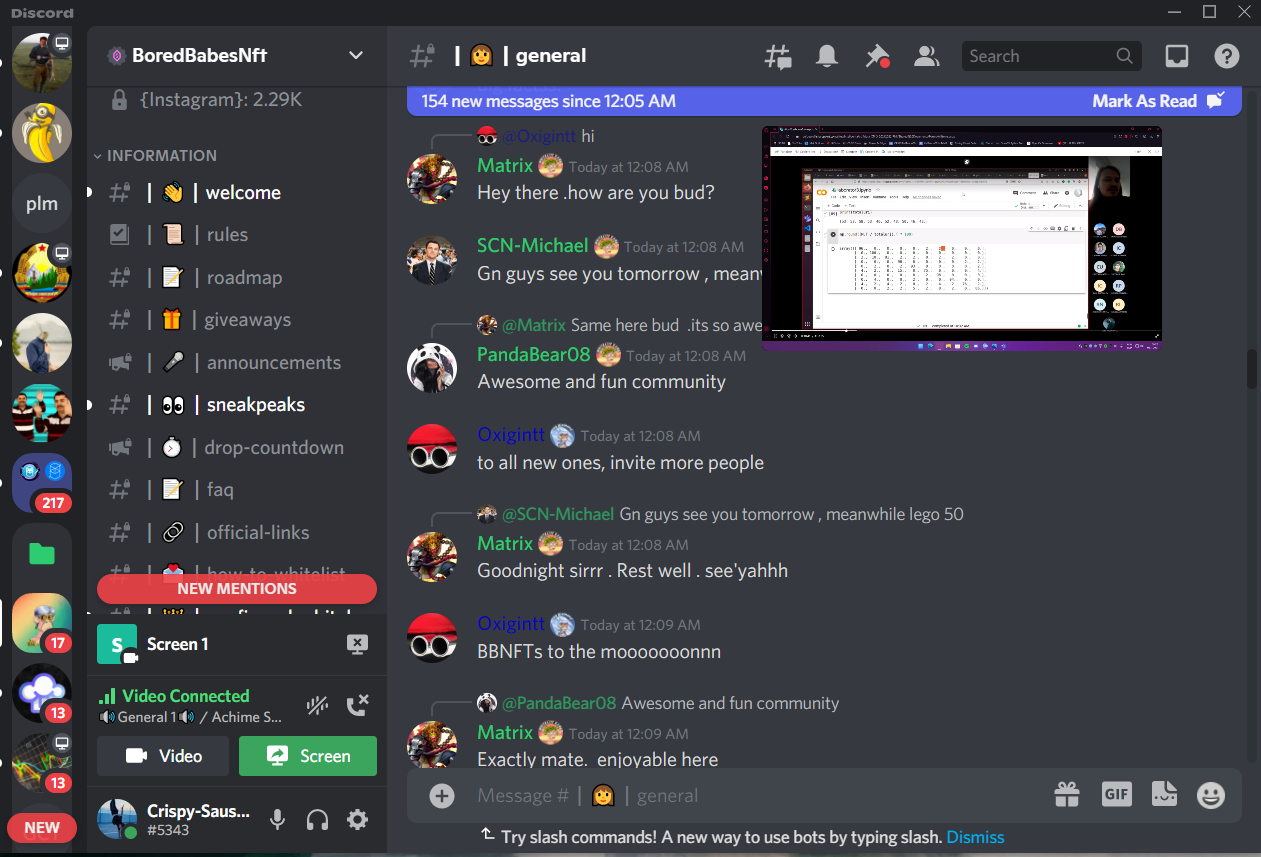 Discord
BoredBabesNft
{Instagram}: 2.29K
INFORMATION
| 👋 | welcome
| 📜 | rules
plm
| 📝 | roadmap
| 🎁 | giveaways
| 🎤 | announcements
| 👀 | sneakpeaks
| ⏱ | drop-countdown
217
| 📝 | faq
| 🔗 | official-links
how-to-whitelist
NEW MENTIONS
17
S
Screen 1
13
Video Connected
🔊General 1🔊 / Achime S...
Video
Screen
13
NEW
Crispy-Saus...
#5343
| 👩 | general
Search
154 new messages since 12:05 AM
Mark As Read
@Oxigintt hi
Matrix Today at 12:08 AM
Hey there .how are you bud?
SCN-Michael Today at 12:08 AM
Gn guys see you tomorrow , mean
@Matrix Same here bud .its so awe
PandaBear08 Today at 12:08 AM
Awesome and fun community
Oxigintt Today at 12:08 AM
to all new ones, invite more people
@SCN-Michael Gn guys see you tomorrow , meanwhile lego 50
Matrix Today at 12:08 AM
Goodnight sirrr . Rest well . see'yahhh
Oxigintt Today at 12:09 AM
BBNFTs to the mooooooonnn
@PandaBear08 Awesome and fun community
Matrix Today at 12:09 AM
Exactly mate. enjoyable here
Message # | 👩 | general
GIF
Try slash commands! A new way to use bots by typing slash. Dismiss